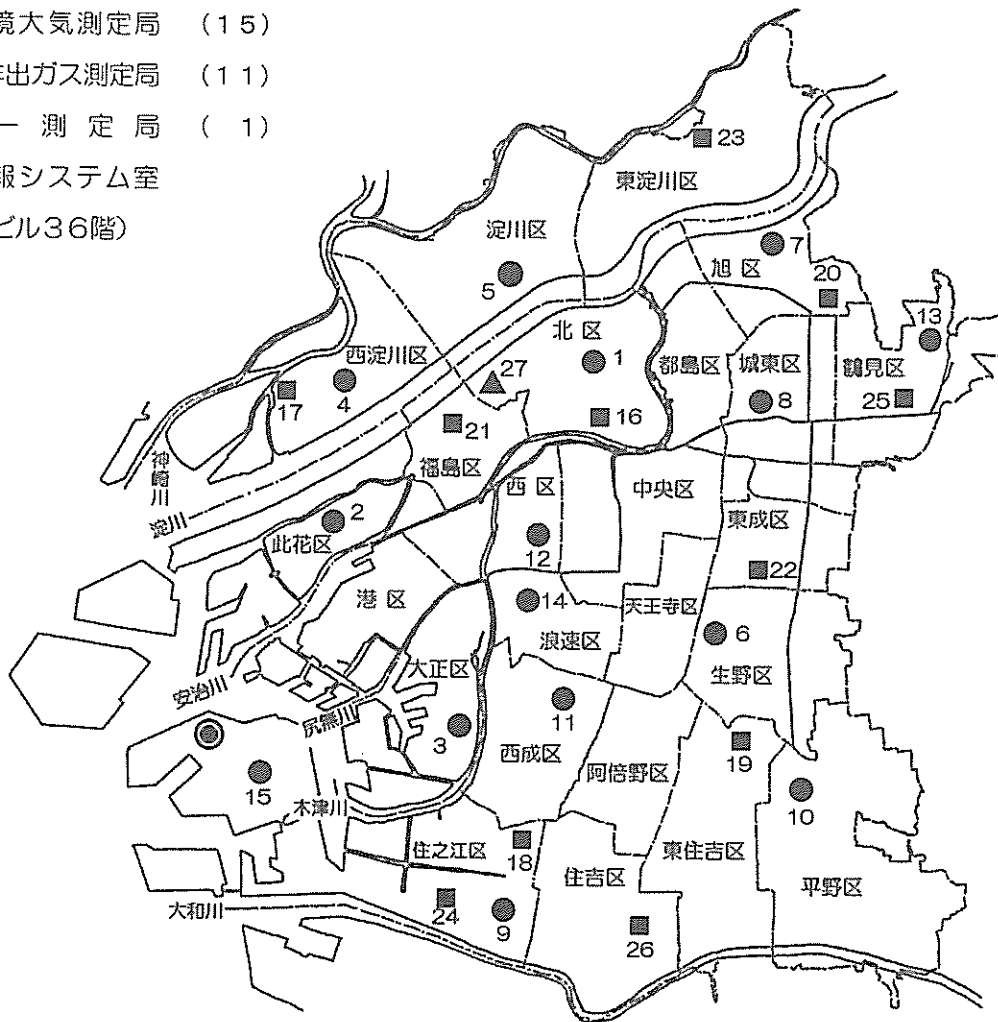 境大気測定局 （15）
出ガス測定局 （11）
ー測定局 （ 1）
報システム室
ビル36階）
23
東淀川区
淀川区
5
7
旭区
20
13
北区
1
西淀川区
都島区
城東区
鶴見区
27
17
4
21
16
8
25
神崎川
福島区
西区
中央区
淀川
2
東成区
此花区
12
22
港区
14
天王寺区
浪速区
6
大正区
生野区
安治川
尻無川
3
11
西成区
19
阿倍野区
15
10
木津川
住之江区
18
東住吉区
住吉区
平野区
大和川
24
9
26